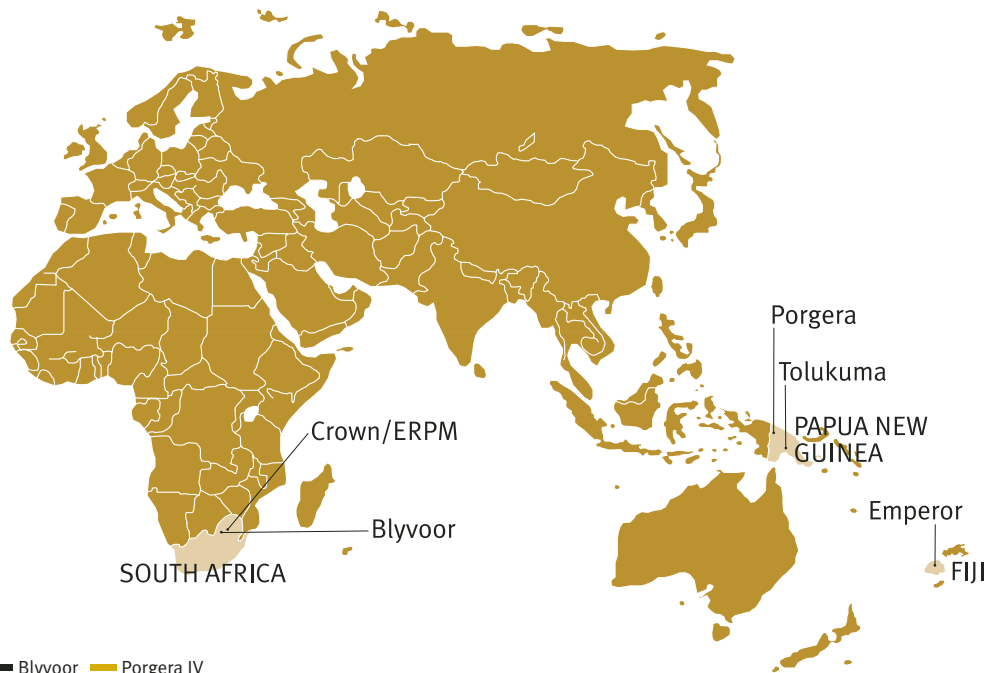 Porgera
Tolukuma
PAPUA NEW
GUINEA
Crown/ERPM
Blyvoor
Emperor
SOUTH AFRICA
FIJI
Blyvoor
Porgera JV